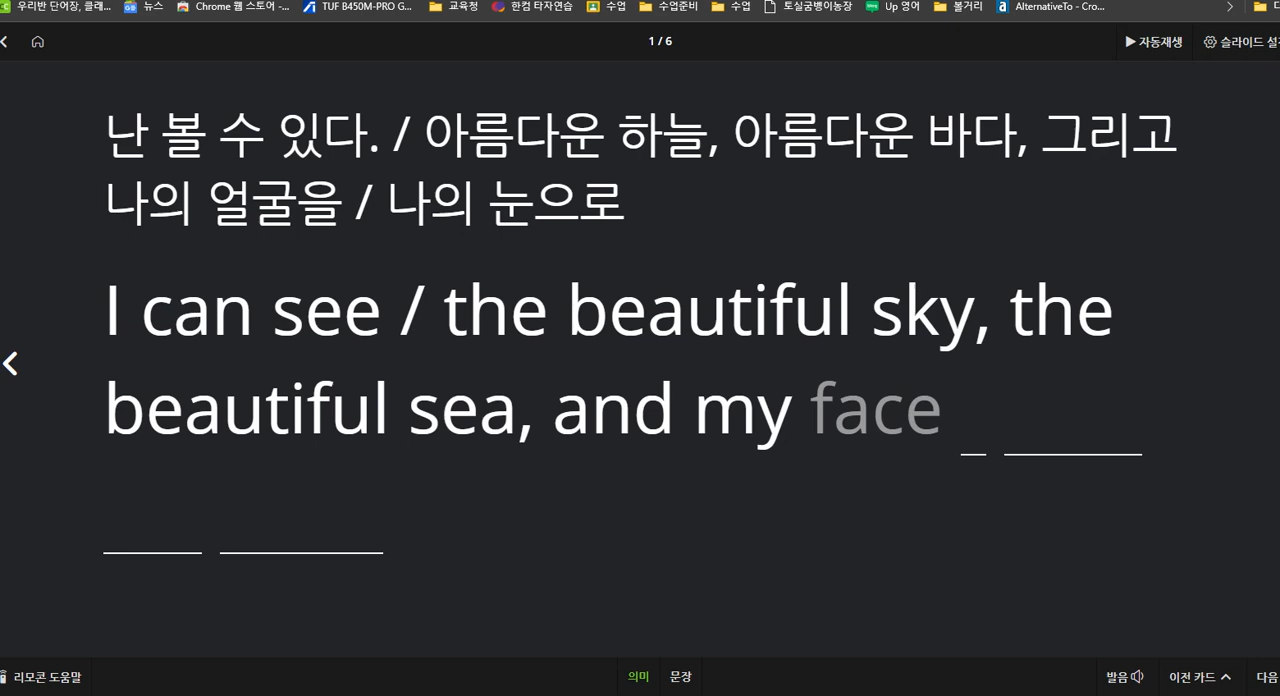 우리반 단어장, 클래... 뉴스 Chrome 웹 스토어 -... TUF B450M-PRO G... 교육청 한컴 타자연습 수업 수업준비 수업 토실굼벵이농장 Up 영어 볼거리 AlternativeTo - Cro...
1 / 6 자동재생 슬라이드 설
난 볼 수 있다. / 아름다운 하늘, 아름다운 바다, 그리고
나의 얼굴을 / 나의 눈으로
I can see / the beautiful sky, the
beautiful sea, and my face
리모콘 도움말 의미 문장 발음 이전 카드 다음